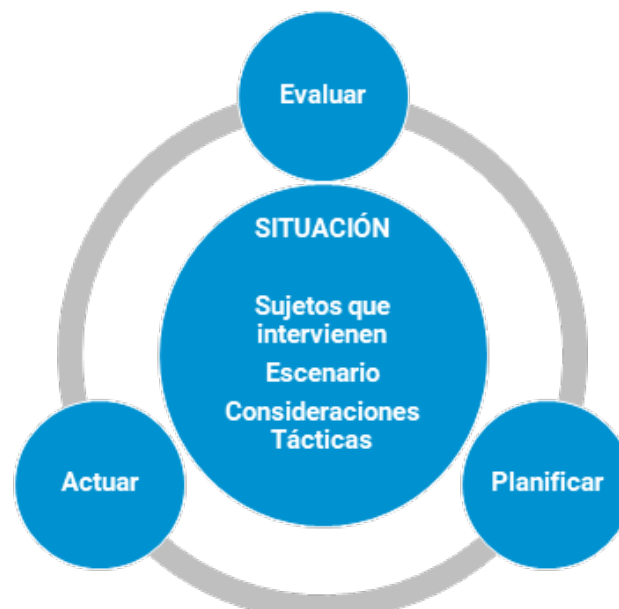 Evaluar
SITUACIÓN
Sujetos que
intervienen
Escenario
Consideraciones
Tácticas
Actuar
Planificar